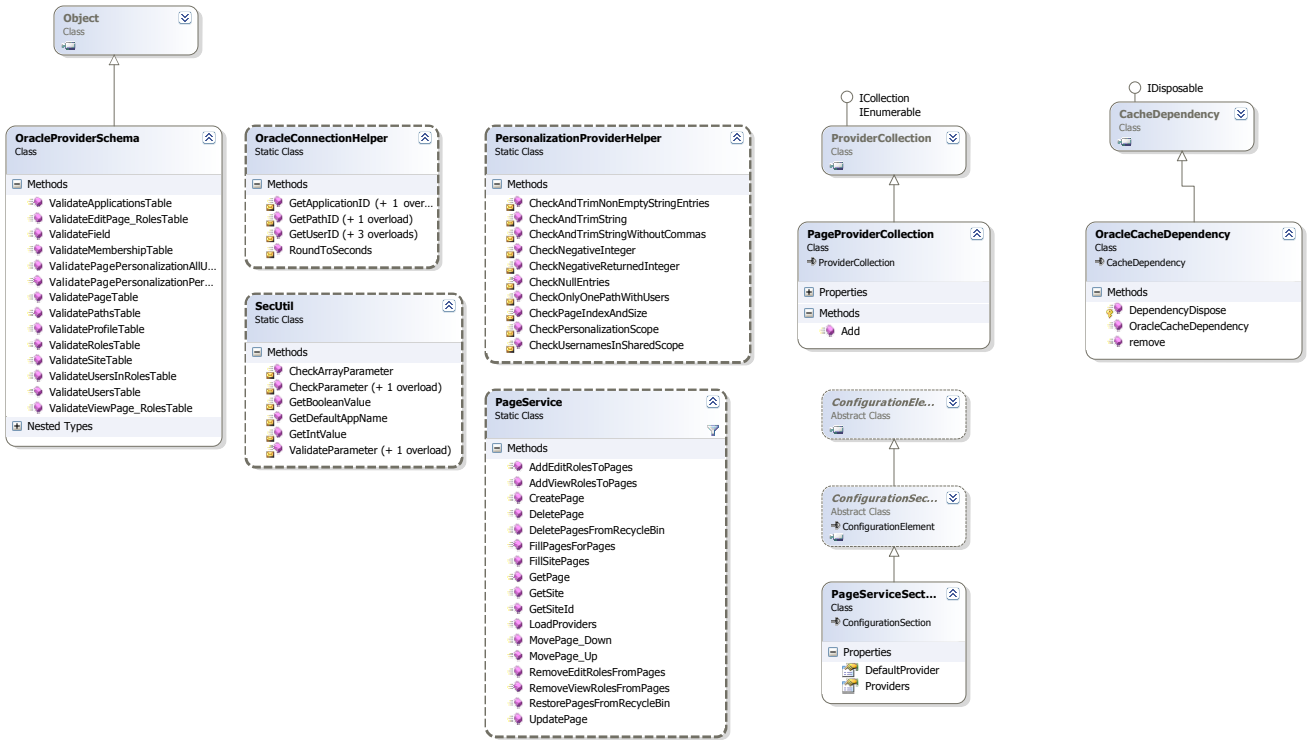 Object
Class
OracleProviderSchema
Class
Methods
ValidateApplicationsTable
ValidateEditPage_RolesTable
ValidateField
ValidateMembershipTable
ValidatePagePersonalizationAllU...
ValidatePagePersonalizationPer...
ValidatePageTable
ValidatePathsTable
ValidateProfileTable
ValidateRolesTable
ValidateSiteTable
ValidateUsersInRolesTable
ValidateUsersTable
ValidateViewPage_RolesTable
Nested Types
OracleConnectionHelper
Static Class
Methods
GetApplicationID (+ 1 over...
GetPathID (+ 1 overload)
GetUserID (+ 3 overloads)
RoundToSeconds
SecUtil
Static Class
Methods
CheckArrayParameter
CheckParameter (+ 1 overload)
GetBooleanValue
GetDefaultAppName
GetIntValue
ValidateParameter (+ 1 overload)
PersonalizationProviderHelper
Static Class
Methods
CheckAndTrimNonEmptyStringEntries
CheckAndTrimString
CheckAndTrimStringWithoutCommas
CheckNegativeInteger
CheckNegativeReturnedInteger
CheckNullEntries
CheckOnlyOnePathWithUsers
CheckPageIndexAndSize
CheckPersonalizationScope
CheckUsernamesInSharedScope
PageService
Static Class
Methods
AddEditRolesToPages
AddViewRolesToPages
CreatePage
DeletePage
DeletePagesFromRecycleBin
FillPagesForPages
FillSitePages
GetPage
GetSite
GetSiteId
LoadProviders
MovePage_Down
MovePage_Up
RemoveEditRolesFromPages
RemoveViewRolesFromPages
RestorePagesFromRecycleBin
UpdatePage
ICollection
IEnumerable
ProviderCollection
Class
PageProviderCollection
Class
ProviderCollection
Properties
Methods
Add
ConfigurationEle...
Abstract Class
ConfigurationSec...
Abstract Class
ConfigurationElement
PageServiceSect...
Class
ConfigurationSection
Properties
DefaultProvider
Providers
IDisposable
CacheDependency
Class
OracleCacheDependency
Class
CacheDependency
Methods
DependencyDispose
OracleCacheDependency
remove